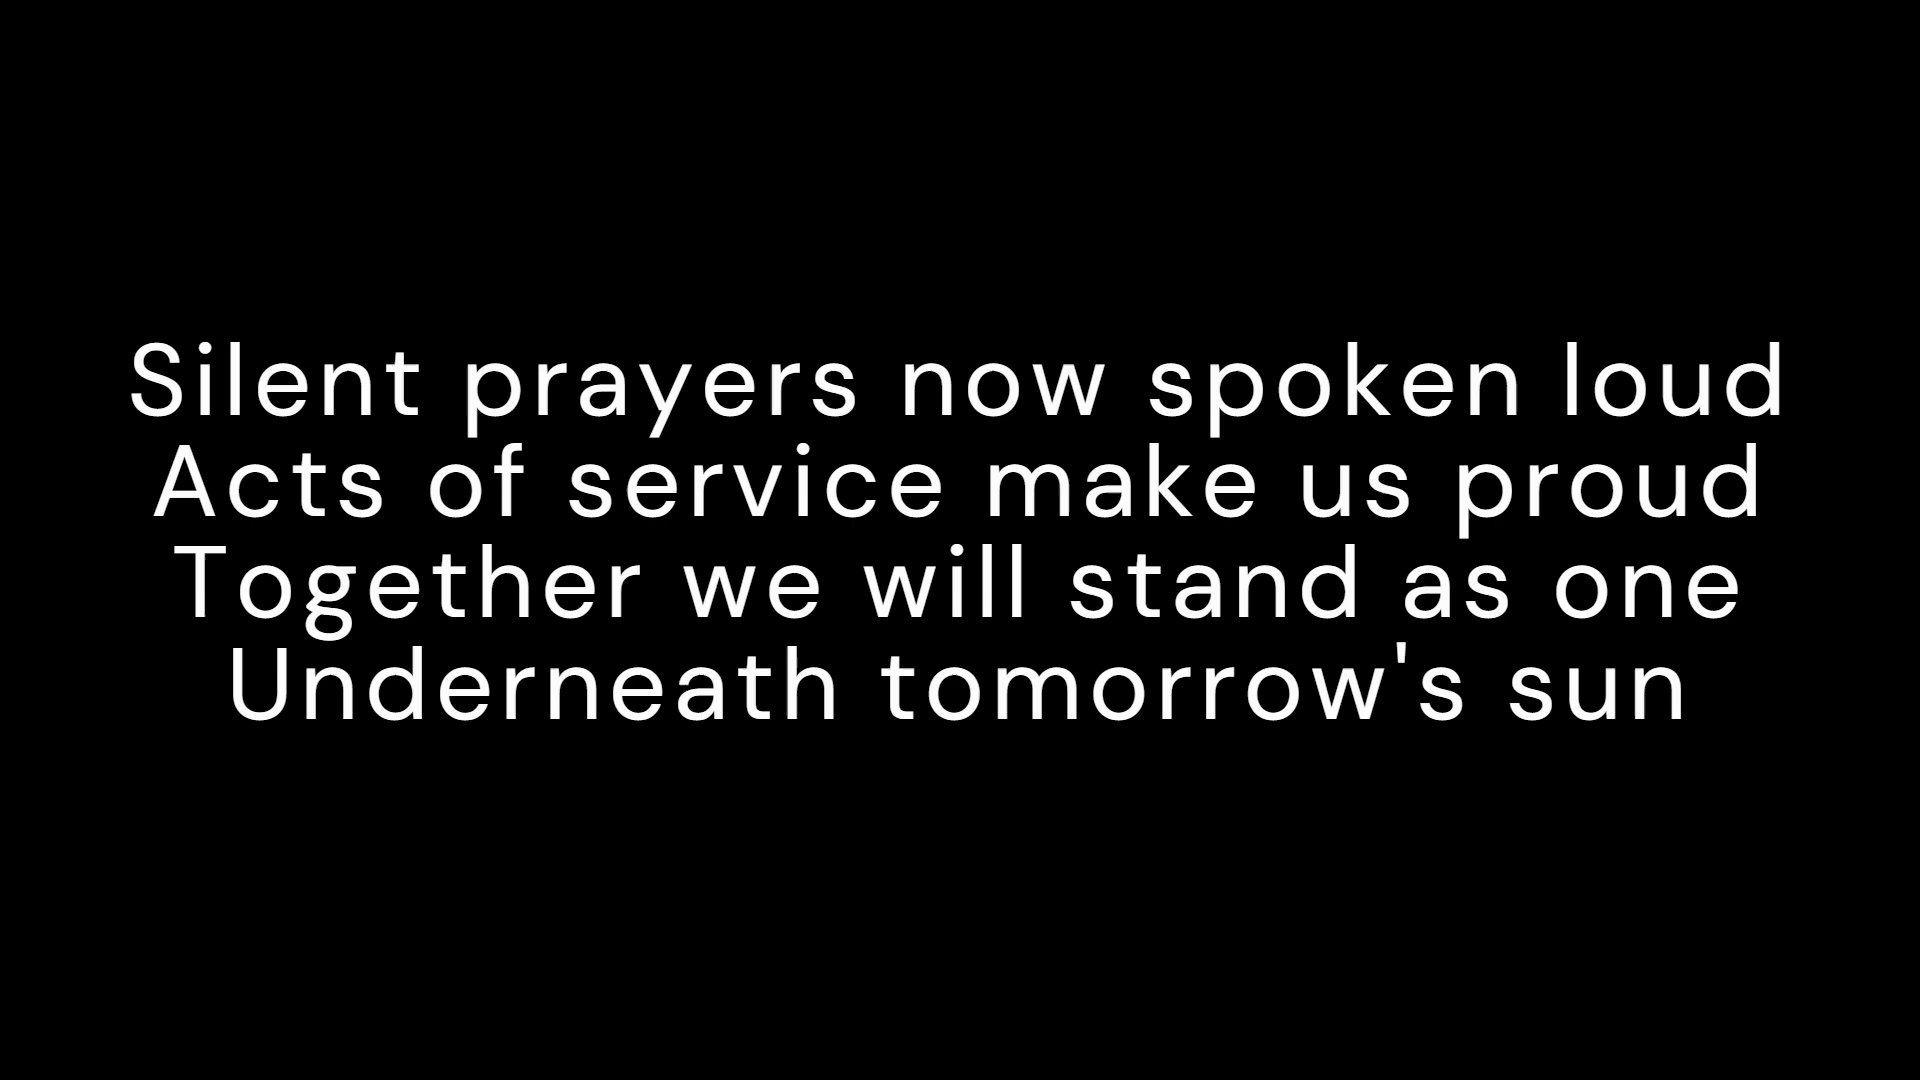 Silent prayers now spoken loud
Acts of service make us proud
Together we will stand as one
Underneath tomorrow's sun